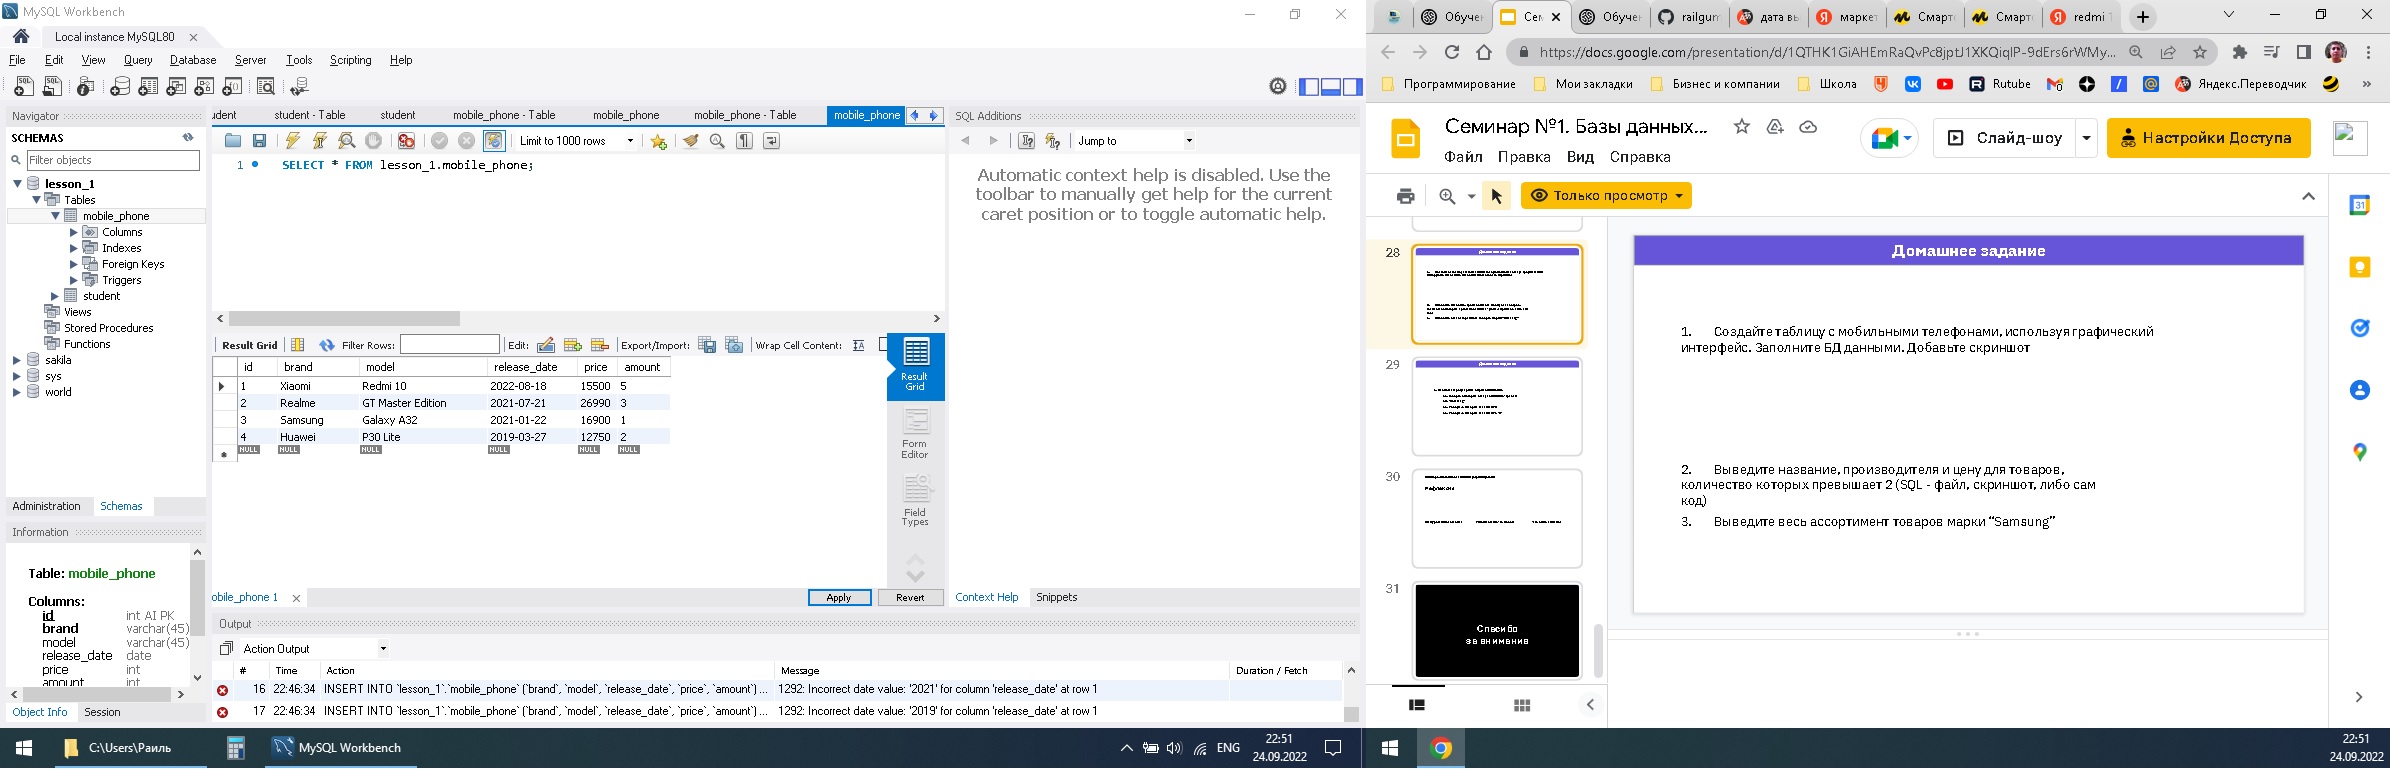 MySQL Workbench
Local instance MySQL80
File Edit View Query Database Server Tools Scripting Help
Navigator
SCHEMAS
Filter objects
lesson_1
Tables
mobile_phone
Columns
Indexes
Foreign Keys
Triggers
student
Views
Stored Procedures
Functions
sakila
sys
world
Administration Schemas
Information
Table: mobile_phone
Columns:
id int AI PK
brand varchar(45)
model varchar(45)
release_date date
price int
amount int
Object Info Session
udent student - Table student mobile_phone - Table mobile_phone mobile_phone - Table mobile_phone
Limit to 1000 rows
1 SELECT * FROM lesson_1.mobile_phone;
Result Grid Filter Rows: Edit: Export/Import: Wrap Cell Content:
id brand model release_date price amount
1 Xiaomi Redmi 10 2022-08-18 15500 5
2 Realme GT Master Edition 2021-07-21 26990 3
3 Samsung Galaxy A32 2021-01-22 16900 1
4 Huawei P30 Lite 2019-03-27 12750 2
NULL NULL NULL NULL NULL NULL
Result Grid
Form Editor
Field Types
obile_phone 1 Apply Revert
SQL Additions
Jump to
Automatic context help is disabled. Use the
toolbar to manually get help for the current
caret position or to toggle automatic help.
Context Help Snippets
Output
Action Output
# Time Action Message Duration / Fetch
16 22:46:34 INSERT INTO `lesson_1`.`mobile_phone` (`brand`, `model`, `release_date`, `price`, `amount`) ... 1292: Incorrect date value: '2021' for column 'release_date' at row 1
17 22:46:34 INSERT INTO `lesson_1`.`mobile_phone` (`brand`, `model`, `release_date`, `price`, `amount`) ... 1292: Incorrect date value: '2019' for column 'release_date' at row 1
C:\Users\Раиль MySQL Workbench ENG 22:51
24.09.2022
Обучен Сем Обучен railgun дата вы маркет Смарт Смарт redmi
https://docs.google.com/presentation/d/1QTHK1GiAHEmRaQvPc8jptJ1XKQiqIP-9dErs6rWMy...
Программирование Мои закладки Бизнес и компании Школа Rutube Яндекс.Переводчик »
Семинар №1. Базы данных...
Файл Правка Вид Справка
Слайд-шоу
Настройки Доступа
Только просмотр
28
29
30
31
Спасибо
за внимание
Домашнее задание
1. Создайте таблицу с мобильными телефонами, используя графический
интерфейс. Заполните БД данными. Добавьте скриншот
2. Выведите название, производителя и цену для товаров,
количество которых превышает 2 (SQL - файл, скриншот, либо сам
код)
3. Выведите весь ассортимент товаров марки “Samsung”
31
22:51
24.09.2022